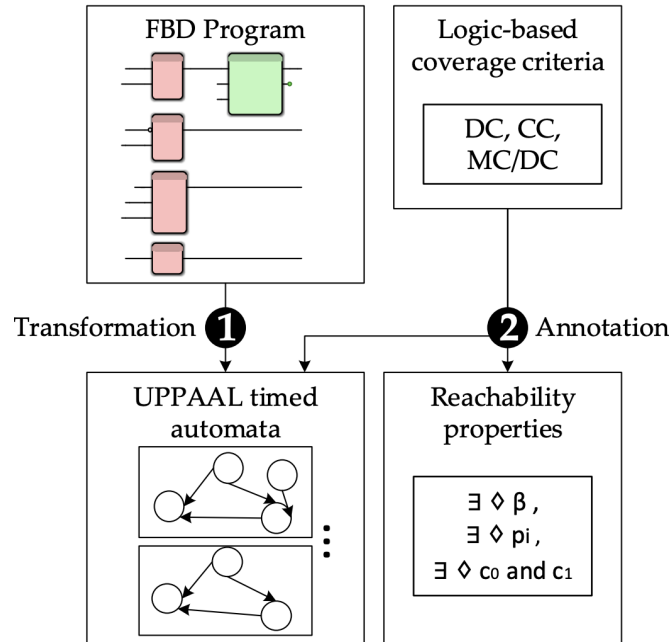 FBD Program
Logic-based
coverage criteria
DC, CC,
MC/DC
Transformation 1
2 Annotation
UPPAAL timed
automata
Reachability
properties
∃ ◊ β ,
∃ ◊ pi ,
∃ ◊ c₀ and c₁